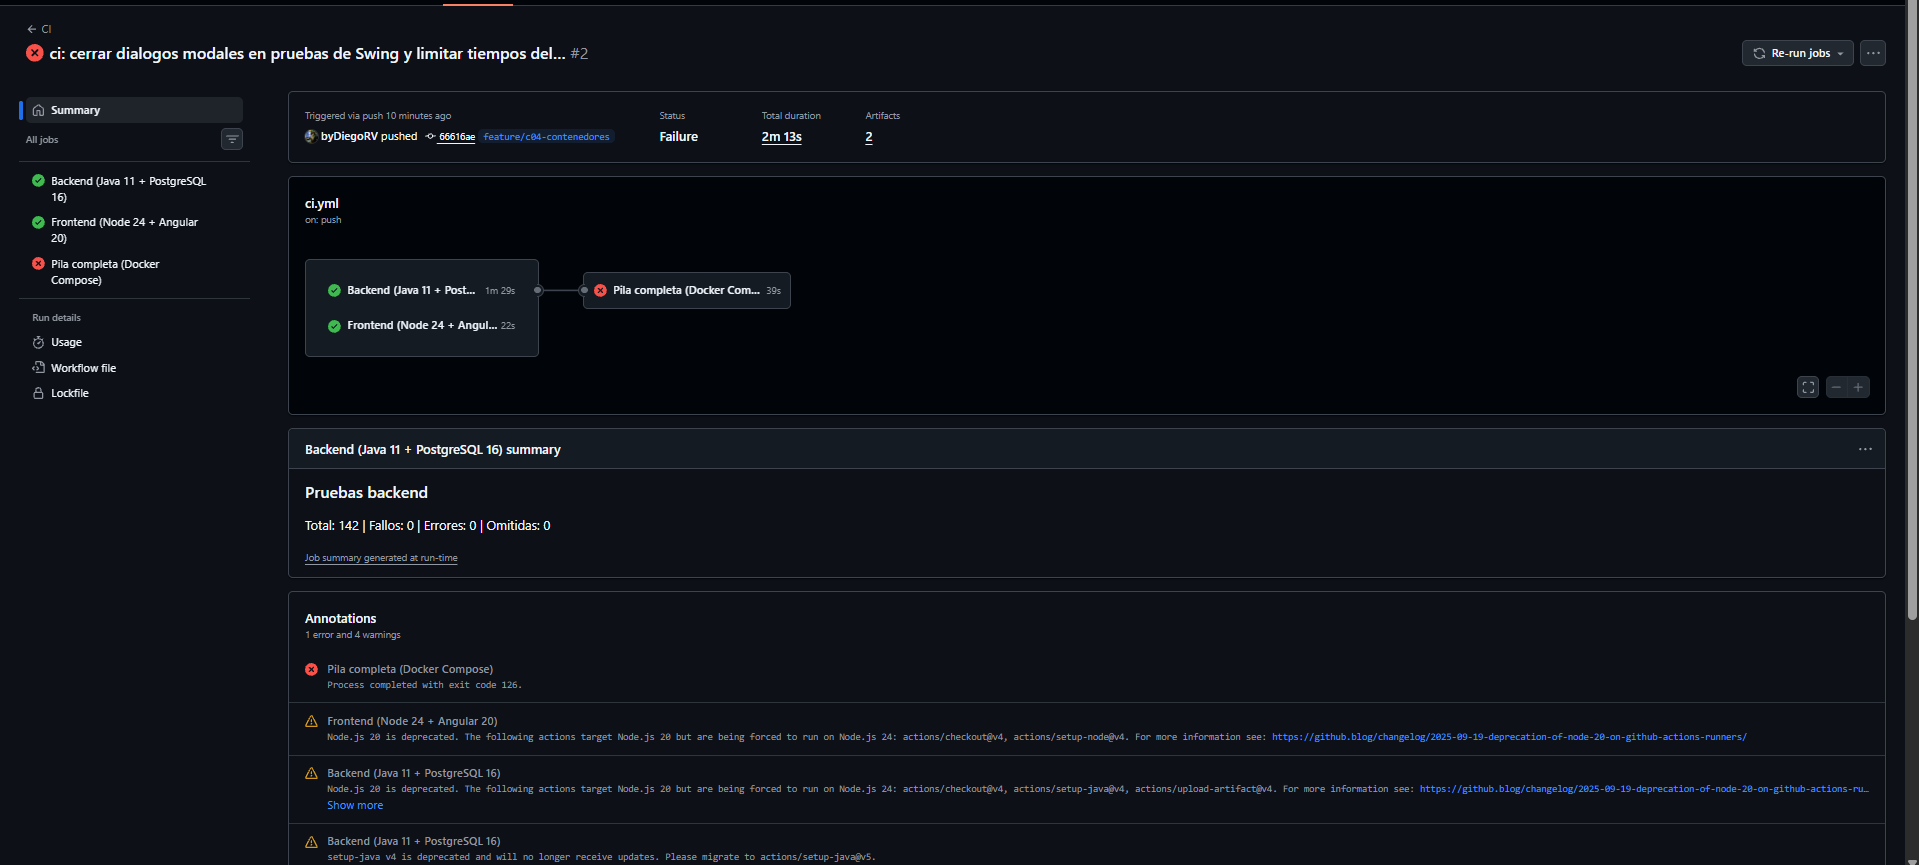 CI
ci: cerrar dialogos modales en pruebas de Swing y limitar tiempos del... #2
Re-run jobs
Summary
All jobs
Backend (Java 11 + PostgreSQL
16)
Frontend (Node 24 + Angular
20)
Pila completa (Docker
Compose)
Run details
Usage
Workflow file
Lockfile
Triggered via push 10 minutes ago
byDiegoRV pushed 66616ae feature/c04-contenedores
Status
Failure
Total duration
2m 13s
Artifacts
2
ci.yml
on: push
Backend (Java 11 + Post... 1m 29s
Frontend (Node 24 + Angul... 22s
Pila completa (Docker Com... 39s
Backend (Java 11 + PostgreSQL 16) summary
Pruebas backend
Total: 142 | Fallos: 0 | Errores: 0 | Omitidas: 0
Job summary generated at run-time
Annotations
1 error and 4 warnings
Pila completa (Docker Compose)
Process completed with exit code 126.
Frontend (Node 24 + Angular 20)
Node.js 20 is deprecated. The following actions target Node.js 20 but are being forced to run on Node.js 24: actions/checkout@v4, actions/setup-node@v4. For more information see: https://github.blog/changelog/2025-09-19-deprecation-of-node-20-on-github-actions-runners/
Backend (Java 11 + PostgreSQL 16)
Node.js 20 is deprecated. The following actions target Node.js 20 but are being forced to run on Node.js 24: actions/checkout@v4, actions/setup-java@v4, actions/upload-artifact@v4. For more information see: https://github.blog/changelog/2025-09-19-deprecation-of-node-20-on-github-actions-ru...
Show more
Backend (Java 11 + PostgreSQL 16)
setup-java v4 is deprecated and will no longer receive updates. Please migrate to actions/setup-java@v5.